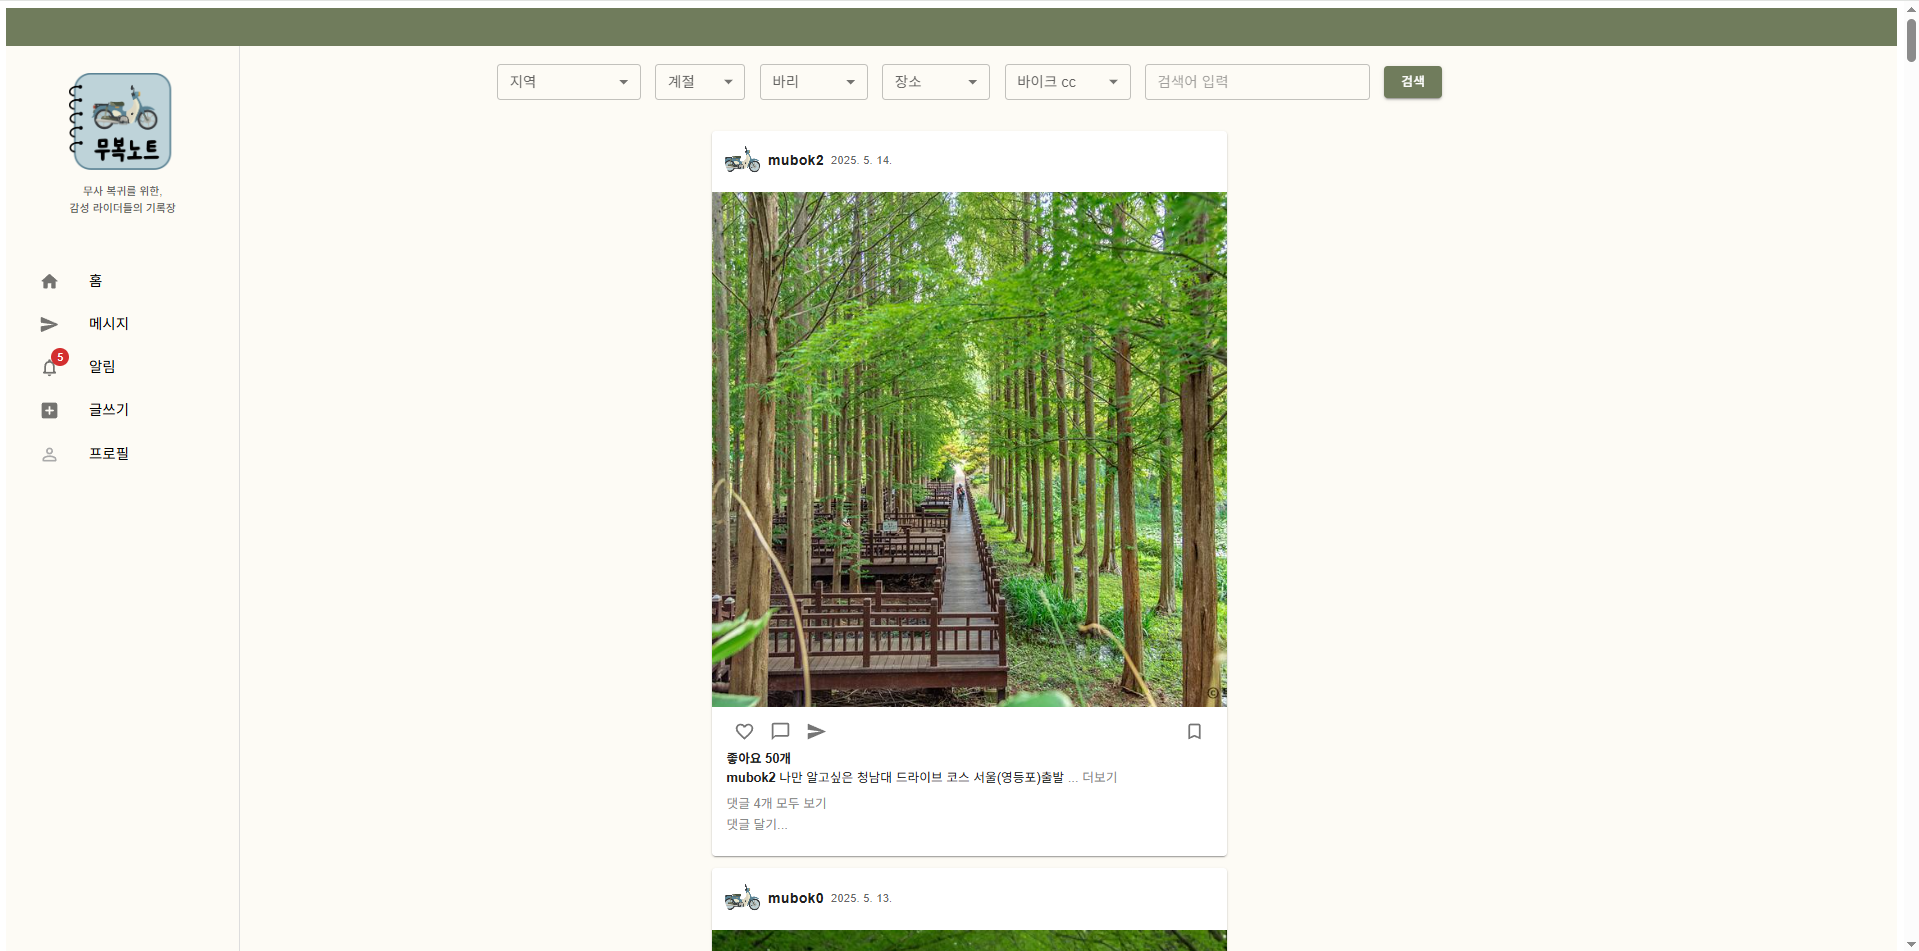 무복노트
무사 복귀를 위한,
감성 라이더들의 기록장
홈
메시지
5
알림
글쓰기
프로필
지역
계절
바리
장소
바이크 cc
검색어 입력
검색
mubok2 2025. 5. 14.
©
좋아요 50개
mubok2 나만 알고싶은 청남대 드라이브 코스 서울(영등포)출발 ... 더보기
댓글 4개 모두 보기
댓글 달기...
mubok0 2025. 5. 13.